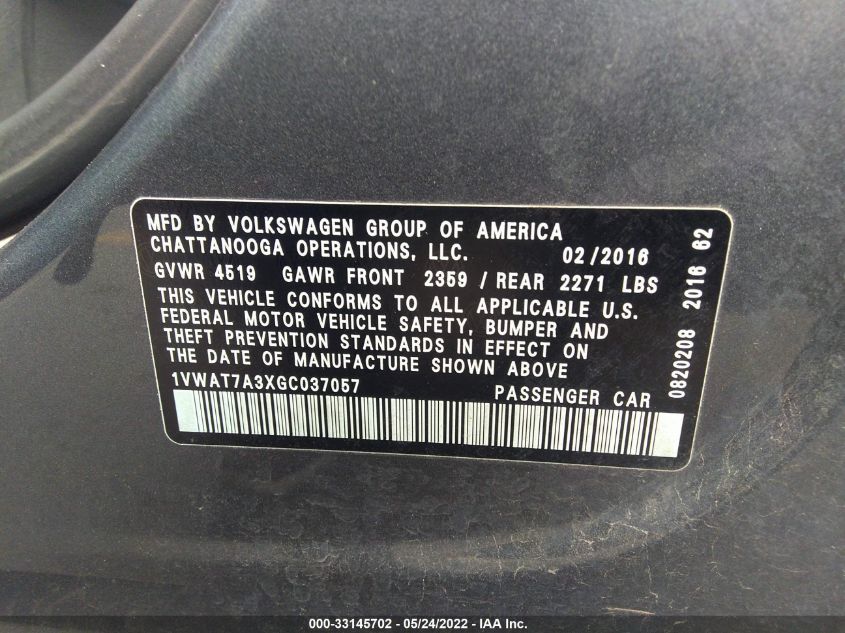 MFD BY VOLKSWAGEN GROUP OF AMERICA
CHATTANOOGA OPERATIONS, LLC. 02/2016
GVWR 4519 GAWR FRONT 2359 / REAR 2271 LBS
THIS VEHICLE CONFORMS TO ALL APPLICABLE U.S.
FEDERAL MOTOR VEHICLE SAFETY, BUMPER AND
THEFT PREVENTION STANDARDS IN EFFECT ON
THE DATE OF MANUFACTURE SHOWN ABOVE
1VWAT7A3XGC037057 PASSENGER CAR
0820208 2016 62
000-33145702 - 05/24/2022 - IAA Inc.